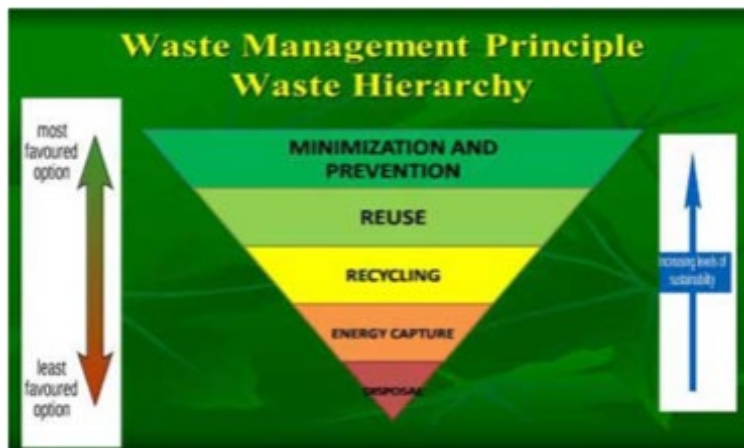 Waste Management Principle
Waste Hierarchy
most
favoured
option
MINIMIZATION AND
PREVENTION
REUSE
RECYCLING
ENERGY CAPTURE
DISPOSAL
least
favoured
option
increasing levels of
sustainability